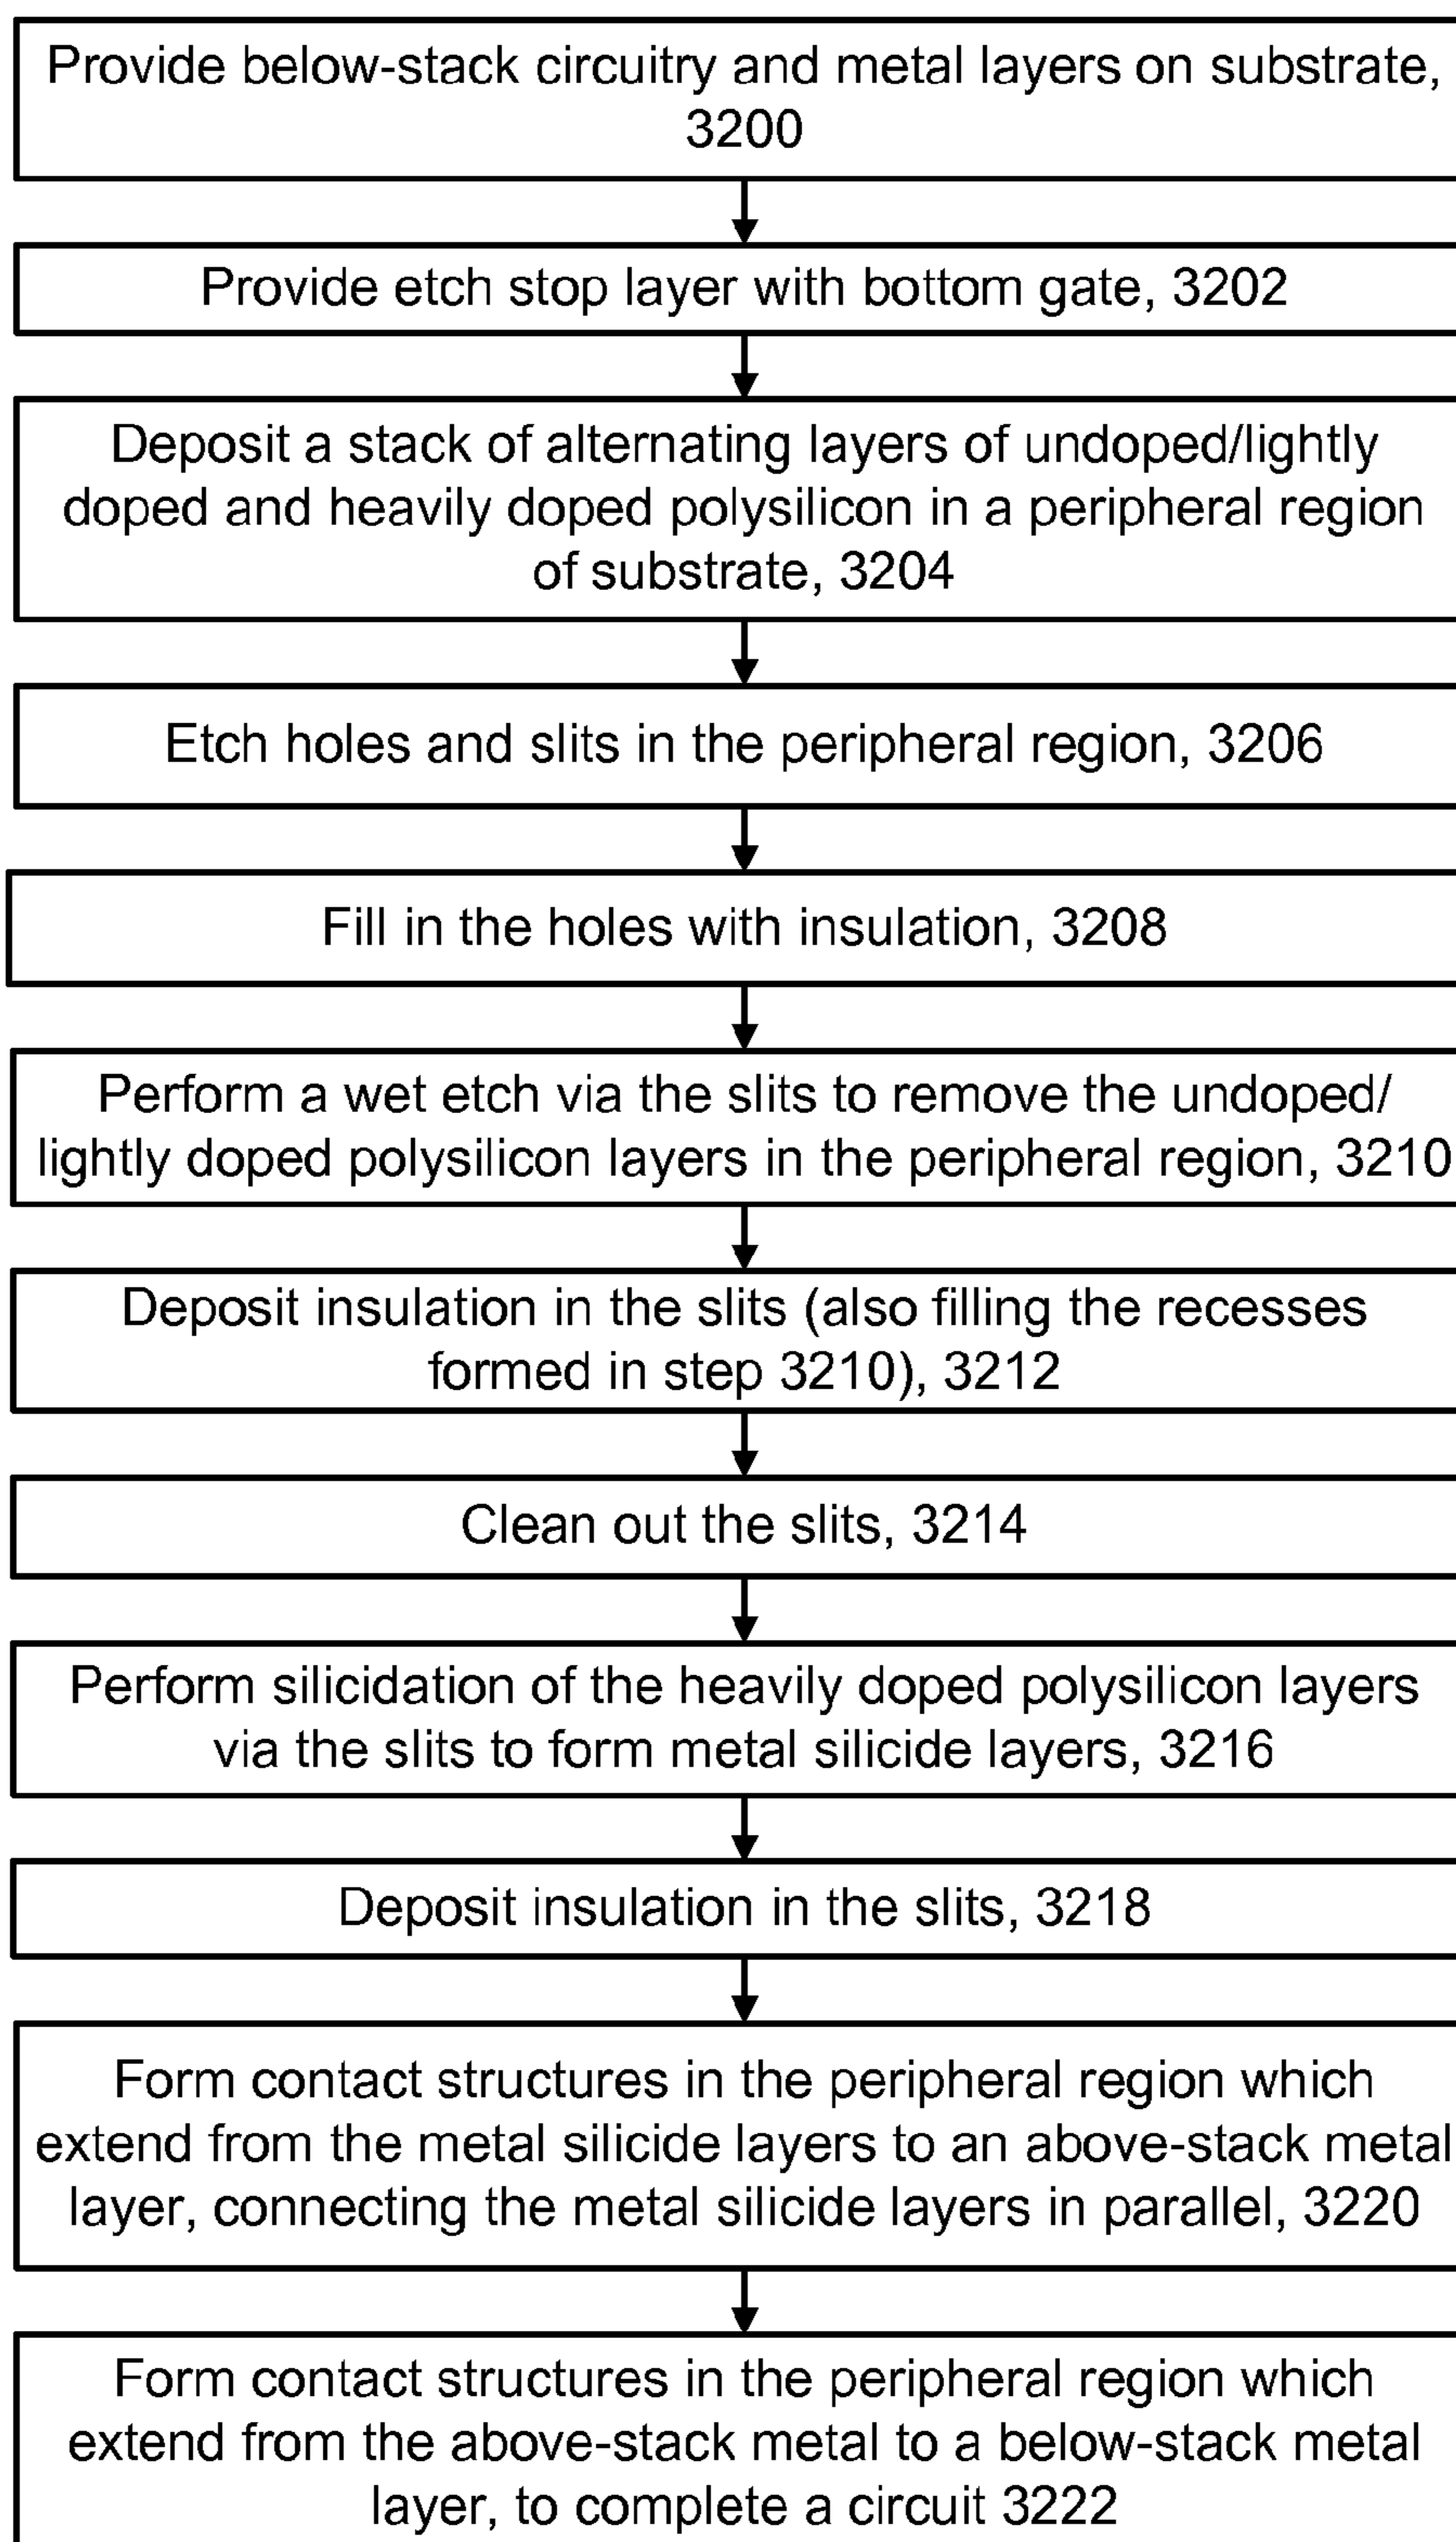 Provide below-stack circuitry and metal layers on substrate,
3200
Provide etch stop layer with bottom gate, 3202
Deposit a stack of alternating layers of undoped/lightly
doped and heavily doped polysilicon in a peripheral region
of substrate, 3204
Etch holes and slits in the peripheral region, 3206
Fill in the holes with insulation, 3208
Perform a wet etch via the slits to remove the undoped/
lightly doped polysilicon layers in the peripheral region, 3210
Deposit insulation in the slits (also filling the recesses
formed in step 3210), 3212
Clean out the slits, 3214
Perform silicidation of the heavily doped polysilicon layers
via the slits to form metal silicide layers, 3216
Deposit insulation in the slits, 3218
Form contact structures in the peripheral region which
extend from the metal silicide layers to an above-stack metal
layer, connecting the metal silicide layers in parallel, 3220
Form contact structures in the peripheral region which
extend from the above-stack metal to a below-stack metal
layer, to complete a circuit 3222